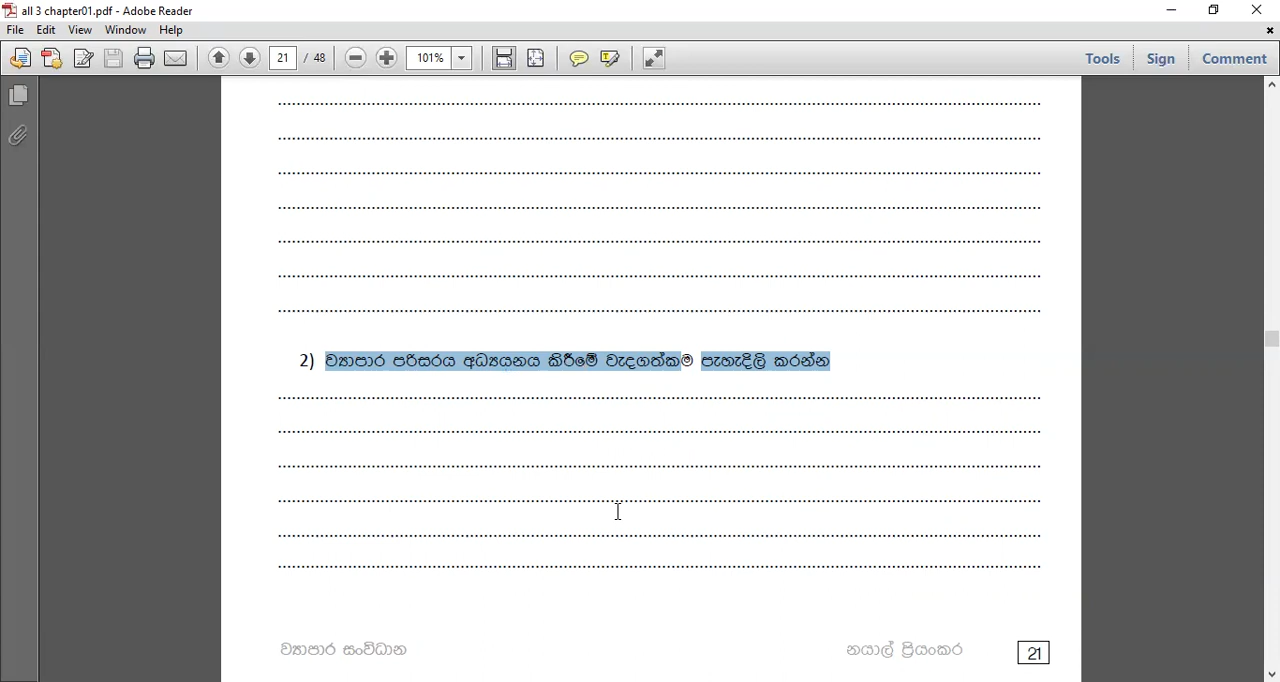 all 3 chapter01.pdf - Adobe Reader
File Edit View Window Help
21 / 48 101% Tools Sign Comment
2) ව්‍යාපාර පරිසරය අධ්‍යයනය කිරීමේ වැදගත්කම පැහැදිලි කරන්න
ව්‍යාපාර සංවිධාන නයාල් ප්‍රියංකර 21